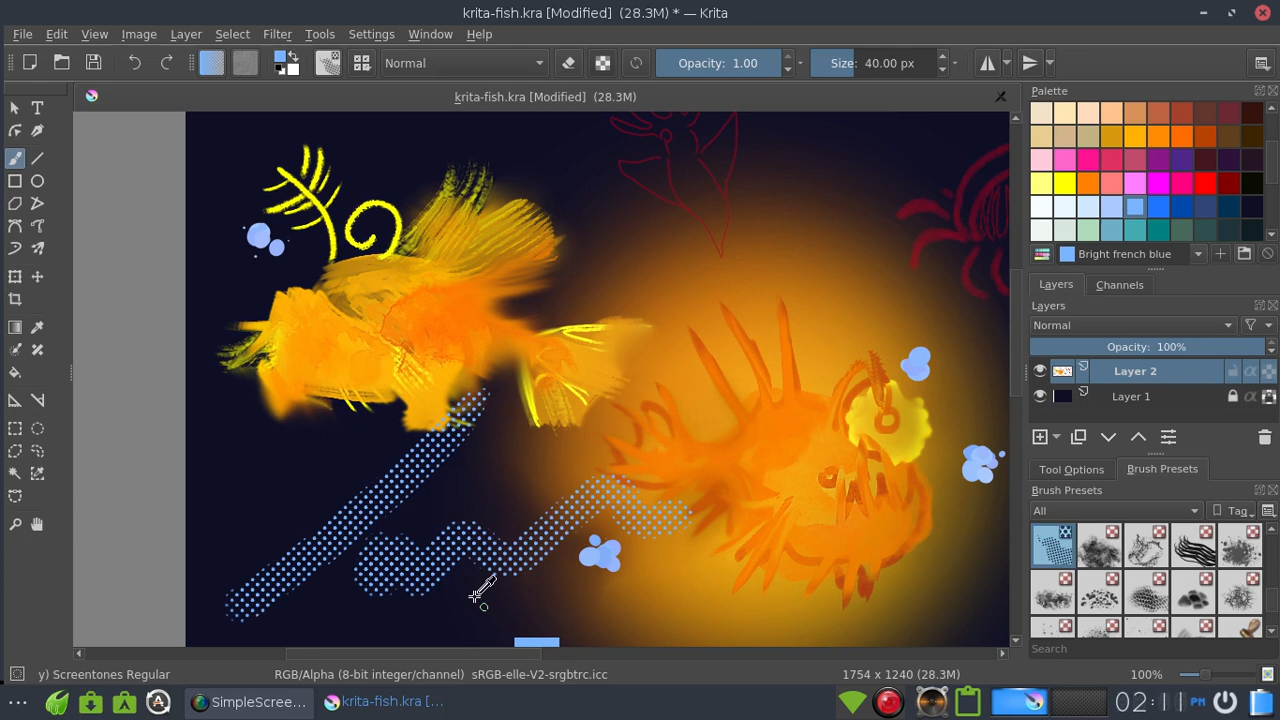 krita-fish.kra [Modified]  (28.3M) * — Krita
File Edit View Image Layer Select Filter Tools Settings Window Help
Normal Opacity: 1.00 Size: 40.00 px
krita-fish.kra [Modified]  (28.3M)
Palette
Bright french blue
Layers Channels
Layers
Normal
Opacity: 100%
Layer 2
Layer 1
Tool Options Brush Presets
Brush Presets
All Tag
Search
y) Screentones Regular RGB/Alpha (8-bit integer/channel)  sRGB-elle-V2-srgbtrc.icc 1754 x 1240 (28.3M) 100%
SimpleScree... krita-fish.kra [... 02:11 PM